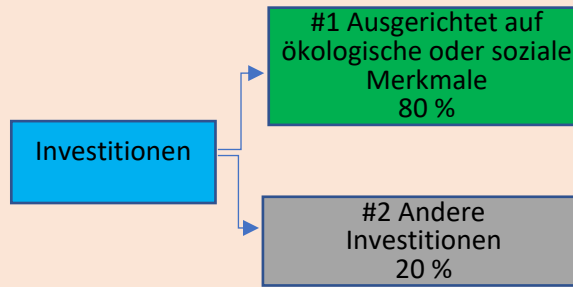 #1 Ausgerichtet auf
ökologische oder soziale
Merkmale
80 %
Investitionen
#2 Andere
Investitionen
20 %